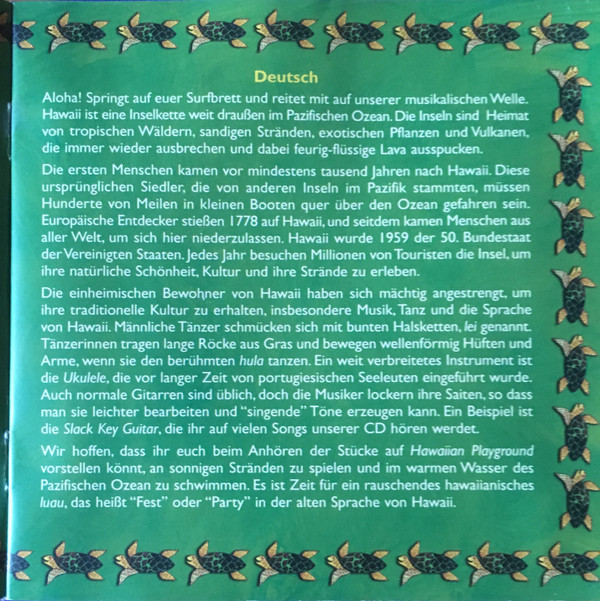 Deutsch
Aloha! Springt auf euer Surfbrett und reitet mit auf unserer musikalischen Welle.
Hawaii ist eine Inselkette weit draußen im Pazifischen Ozean. Die Inseln sind Heimat
von tropischen Wäldern, sandigen Stränden, exotischen Pflanzen und Vulkanen,
die immer wieder ausbrechen und dabei feurig-flüssige Lava ausspucken.
Die ersten Menschen kamen vor mindestens tausend Jahren nach Hawaii. Diese
ursprünglichen Siedler, die von anderen Inseln im Pazifik stammten, müssen
Hunderte von Meilen in kleinen Booten quer über den Ozean gefahren sein.
Europäische Entdecker stießen 1778 auf Hawaii, und seitdem kamen Menschen aus
aller Welt, um sich hier niederzulassen. Hawaii wurde 1959 der 50. Bundestaat
der Vereinigten Staaten. Jedes Jahr besuchen Millionen von Touristen die Insel, um
ihre natürliche Schönheit, Kultur und ihre Strände zu erleben.
Die einheimischen Bewohner von Hawaii haben sich mächtig angestrengt, um
ihre traditionelle Kultur zu erhalten, insbesondere Musik, Tanz und die Sprache
von Hawaii. Männliche Tänzer schmücken sich mit bunten Halsketten, lei genannt.
Tänzerinnen tragen lange Röcke aus Gras und bewegen wellenförmig Hüften und
Arme, wenn sie den berühmten hula tanzen. Ein weit verbreitetes Instrument ist
die Ukulele, die vor langer Zeit von portugiesischen Seeleuten eingeführt wurde.
Auch normale Gitarren sind üblich, doch die Musiker lockern ihre Saiten, so dass
man sie leichter bearbeiten und “singende” Töne erzeugen kann. Ein Beispiel ist
die Slack Key Guitar, die ihr auf vielen Songs unserer CD hören werdet.
Wir hoffen, dass ihr euch beim Anhören der Stücke auf Hawaiian Playground
vorstellen könnt, an sonnigen Stränden zu spielen und im warmen Wasser des
Pazifischen Ozean zu schwimmen. Es ist Zeit für ein rauschendes hawaiianisches
luau, das heißt “Fest” oder “Party” in der alten Sprache von Hawaii.